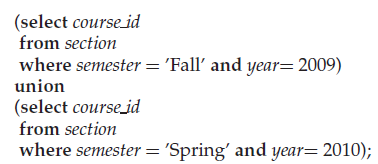 (select course_id
from section
where semester = ’Fall’ and year= 2009)
union
(select course_id
from section
where semester = ’Spring’ and year= 2010);